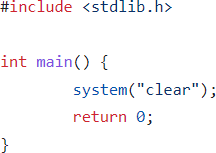 #include <stdlib.h>

int main() {
        system("clear");
        return 0;
}